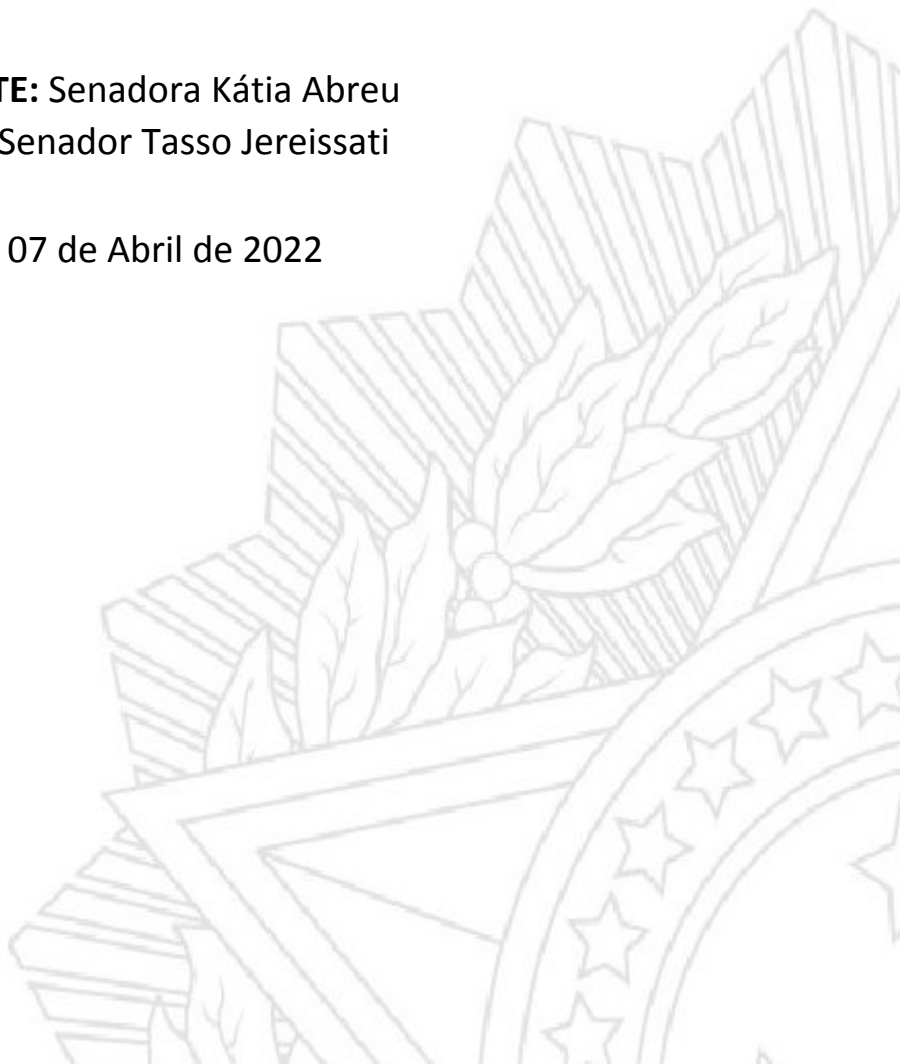 TE: Senadora Kátia Abreu
Senador Tasso Jereissati
07 de Abril de 2022